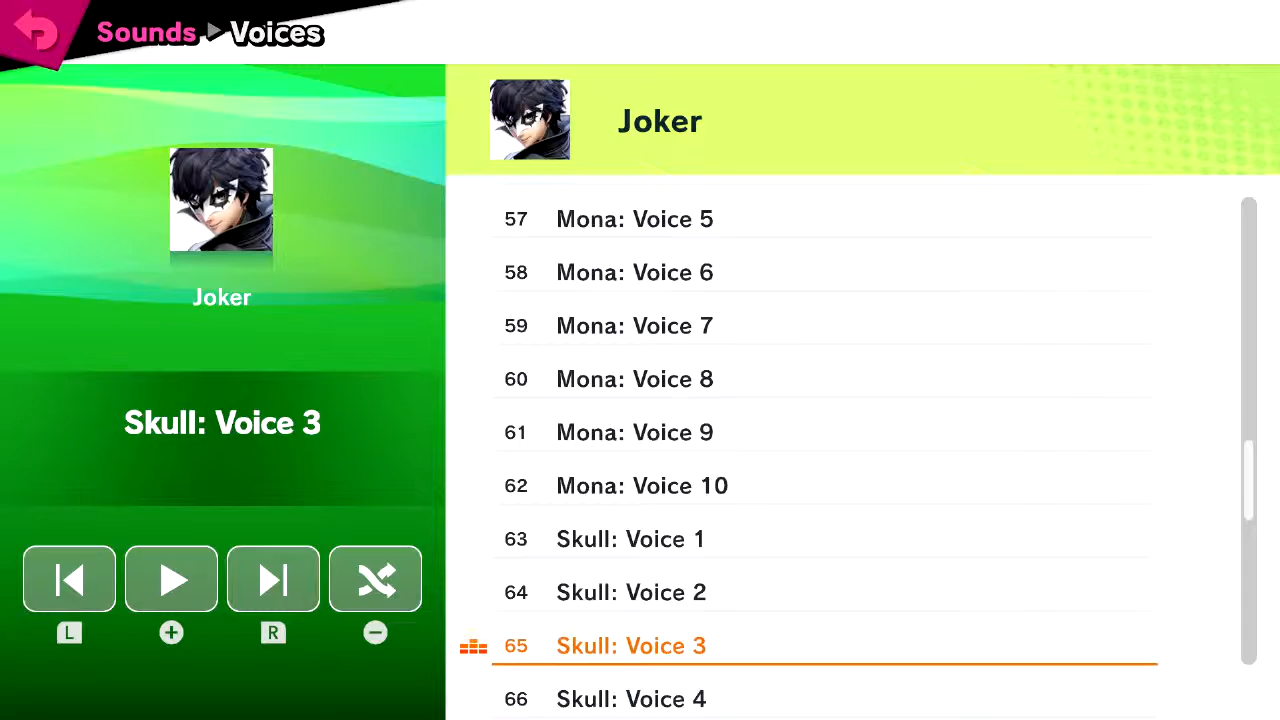 Sounds ▶ Voices
Joker
Skull: Voice 3
L
R
Joker
57 Mona: Voice 5
58 Mona: Voice 6
59 Mona: Voice 7
60 Mona: Voice 8
61 Mona: Voice 9
62 Mona: Voice 10
63 Skull: Voice 1
64 Skull: Voice 2
65 Skull: Voice 3
66 Skull: Voice 4